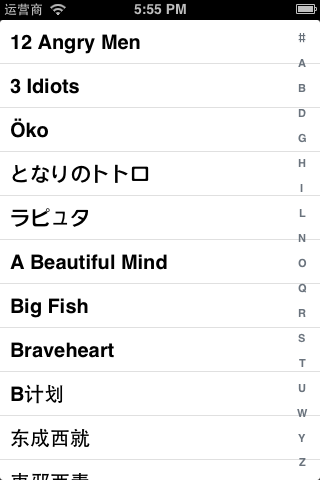 运营商 5:55 PM
12 Angry Men
3 Idiots
Öko
となりのトトロ
ラピュタ
A Beautiful Mind
Big Fish
Braveheart
B计划
东成西就
#
A
B
D
G
H
I
L
N
O
Q
R
S
T
U
W
Y
Z